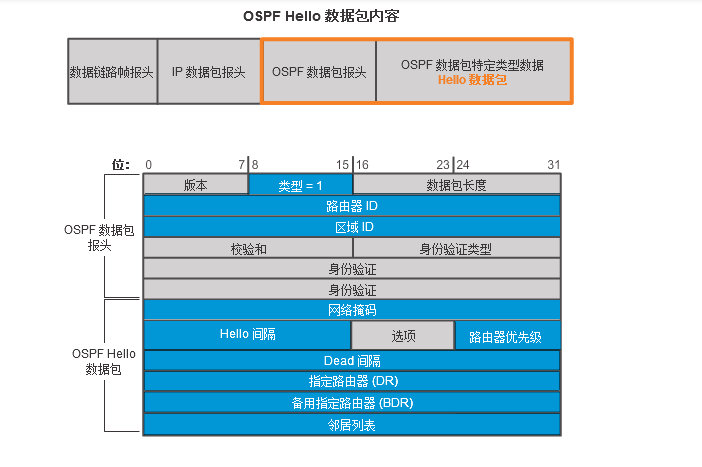 OSPF Hello 数据包内容
数据链路帧报头 IP 数据包报头 OSPF 数据包报头 OSPF 数据包特定类型数据
Hello 数据包
位: 0 7 8 15 16 23 24 31
版本 类型 = 1 数据包长度
路由器 ID
区域 ID
OSPF 数据包
报头
校验和 身份验证类型
身份验证
身份验证
网络掩码
Hello 间隔 选项 路由器优先级
OSPF Hello
数据包
Dead 间隔
指定路由器 (DR)
备用指定路由器 (BDR)
邻居列表